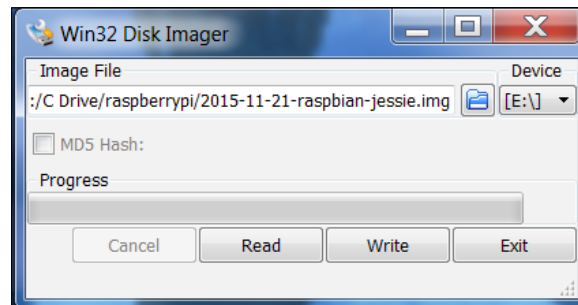 Win32 Disk Imager
Image File Device
:/C Drive/raspberrypi/2015-11-21-raspbian-jessie.img [E:\]
MD5 Hash:
Progress
Cancel Read Write Exit